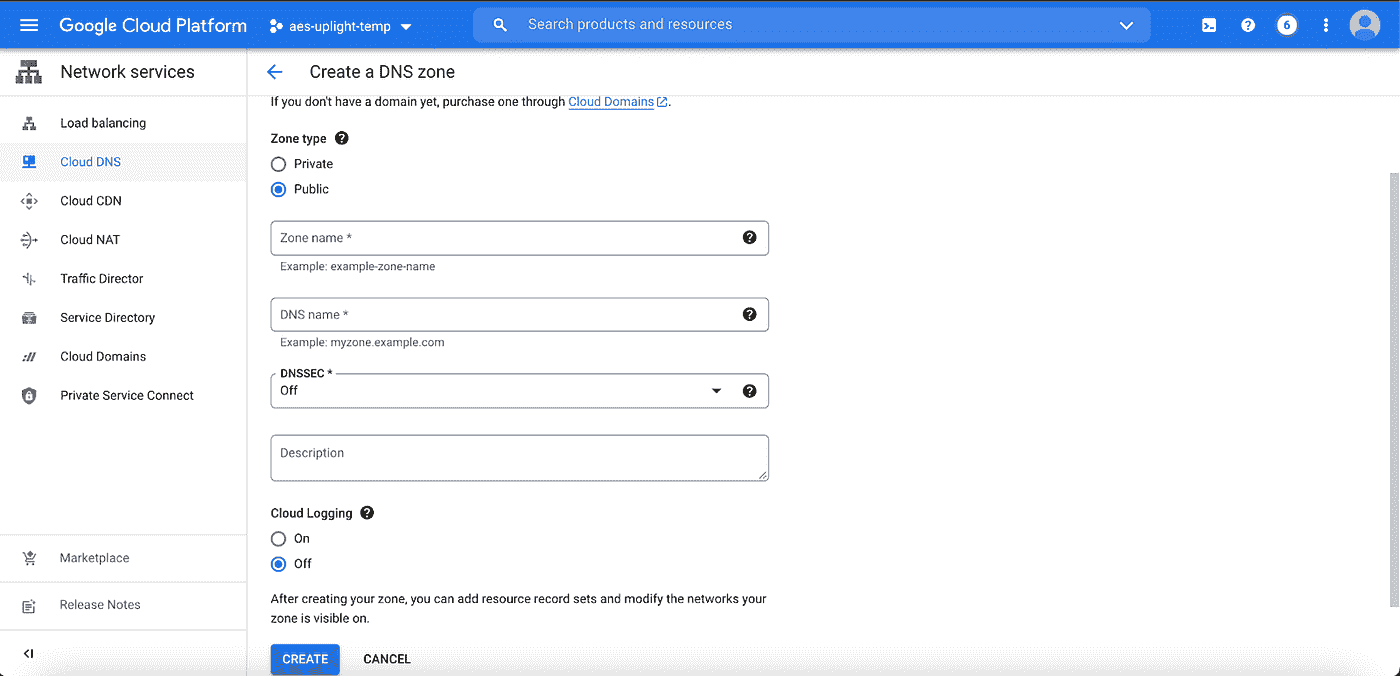 Google Cloud Platform
aes-uplight-temp
Search products and resources
6
Network services
Create a DNS zone
Load balancing
Cloud DNS
Cloud CDN
Cloud NAT
Traffic Director
Service Directory
Cloud Domains
Private Service Connect
Marketplace
Release Notes
If you don't have a domain yet, purchase one through Cloud Domains.
Zone type
Private
Public
Zone name *
Example: example-zone-name
DNS name *
Example: myzone.example.com
DNSSEC *
Off
Description
Cloud Logging
On
Off
After creating your zone, you can add resource record sets and modify the networks your
zone is visible on.
CREATE
CANCEL